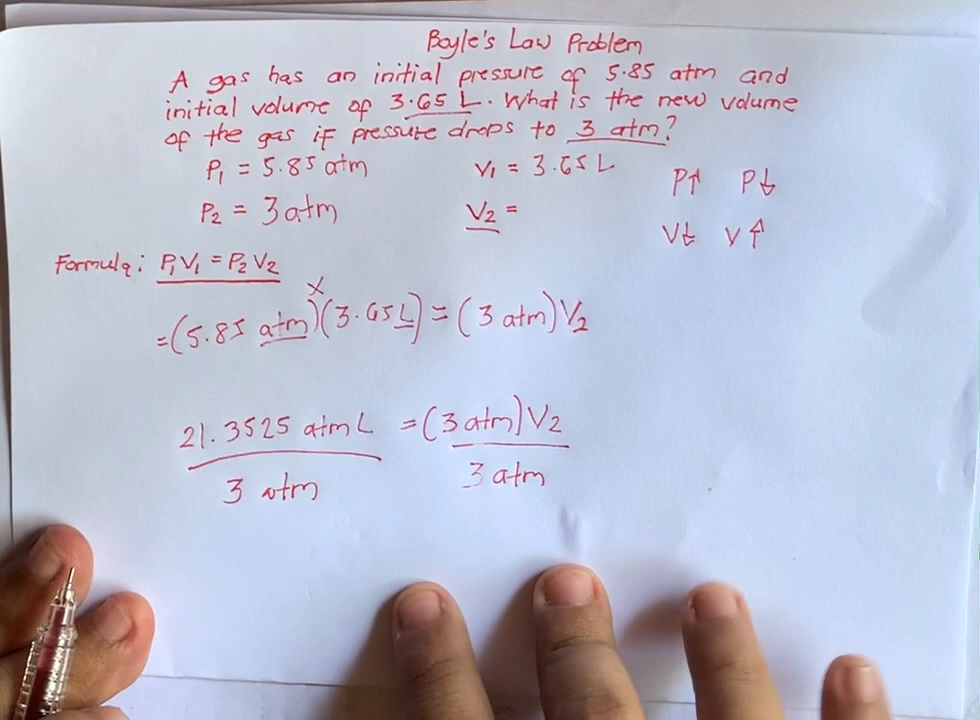 Boyle's Law Problem
A gas has an initial pressure of 5.85 atm and
initial volume of 3.65 L. What is the new volume
of the gas if pressure drops to 3 atm?
P₁ = 5.85 atm V₁ = 3.65 L P↑ P↓
P₂ = 3 atm V₂ = V↓ V↑
Formula: P₁V₁ = P₂V₂
x
=(5.85 atm)(3.65 L) = (3 atm)V₂
21.3525 atm L = (3 atm)V₂
3 atm 3 atm